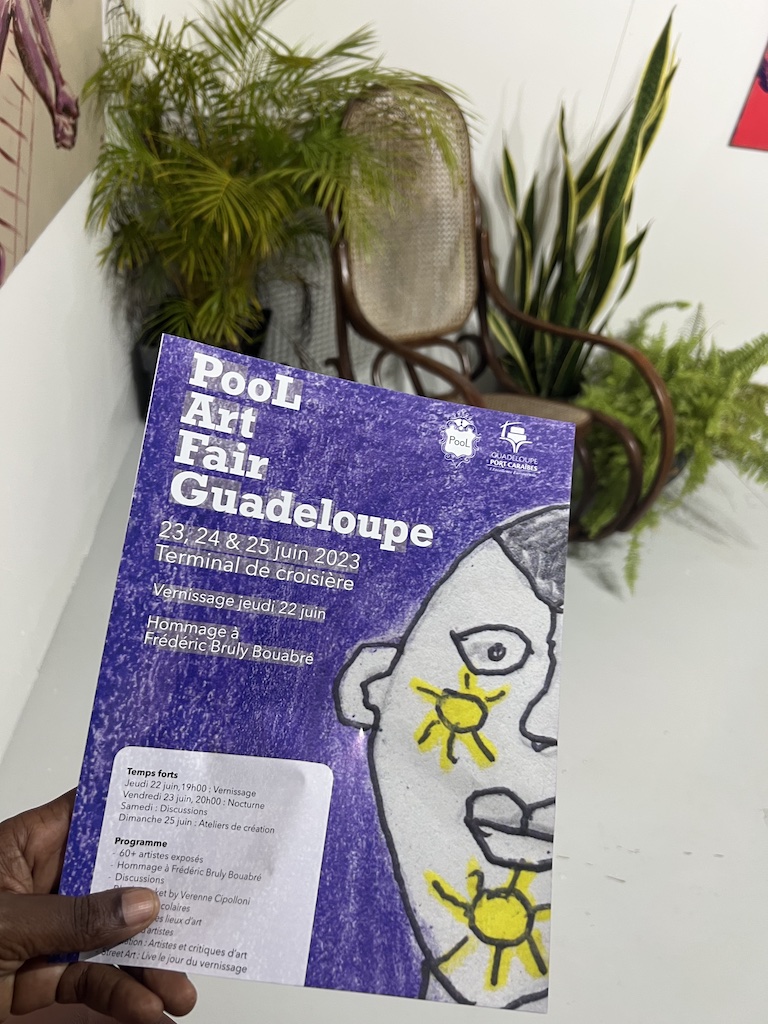 PooL
Art
Fair
Guadeloupe
PooL
GUADELOUPE
PORT CARAÏBES
23, 24 & 25 juin 2023
Terminal de croisière
Vernissage jeudi 22 juin
Hommage à
Frédéric Bruly Bouabré
Temps forts
Jeudi 22 juin,19h00 : Vernissage
Vendredi 23 juin, 20h00 : Nocturne
Samedi : Discussions
Dimanche 25 juin : Ateliers de création
Programme
- 60+ artistes exposés
- Hommage à Frédéric Bruly Bouabré
- Discussions
by Verenne Cipolloni
lieux d'art
: Artistes et critiques d'art
Street Art : Live le jour du vernissage